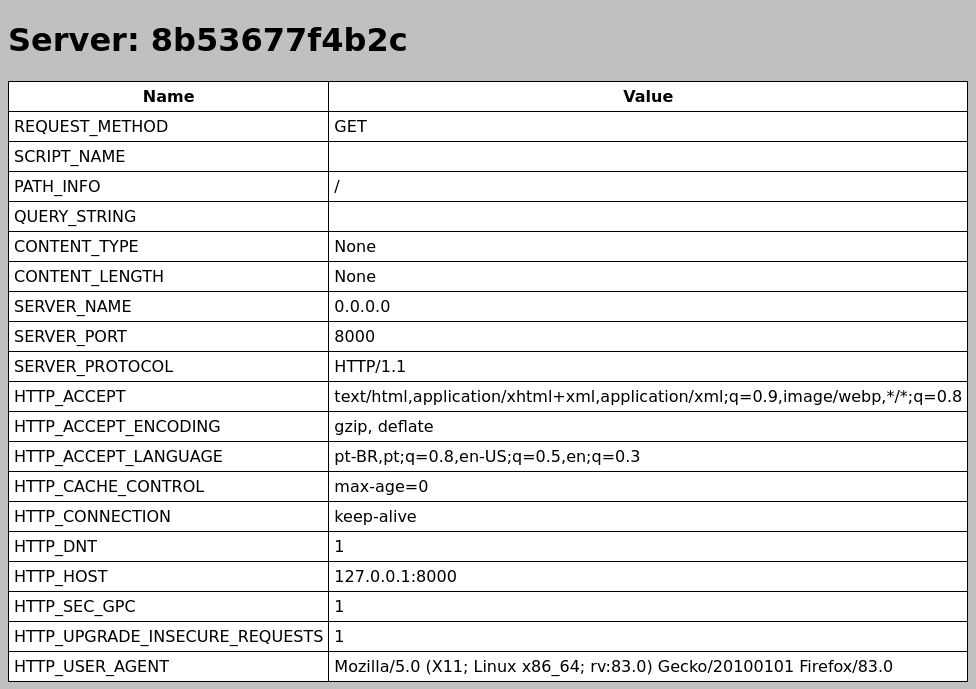 Server: 8b53677f4b2c
Name Value
REQUEST_METHOD GET
SCRIPT_NAME
PATH_INFO /
QUERY_STRING
CONTENT_TYPE None
CONTENT_LENGTH None
SERVER_NAME 0.0.0.0
SERVER_PORT 8000
SERVER_PROTOCOL HTTP/1.1
HTTP_ACCEPT text/html,application/xhtml+xml,application/xml;q=0.9,image/webp,*/*;q=0.8
HTTP_ACCEPT_ENCODING gzip, deflate
HTTP_ACCEPT_LANGUAGE pt-BR,pt;q=0.8,en-US;q=0.5,en;q=0.3
HTTP_CACHE_CONTROL max-age=0
HTTP_CONNECTION keep-alive
HTTP_DNT 1
HTTP_HOST 127.0.0.1:8000
HTTP_SEC_GPC 1
HTTP_UPGRADE_INSECURE_REQUESTS 1
HTTP_USER_AGENT Mozilla/5.0 (X11; Linux x86_64; rv:83.0) Gecko/20100101 Firefox/83.0